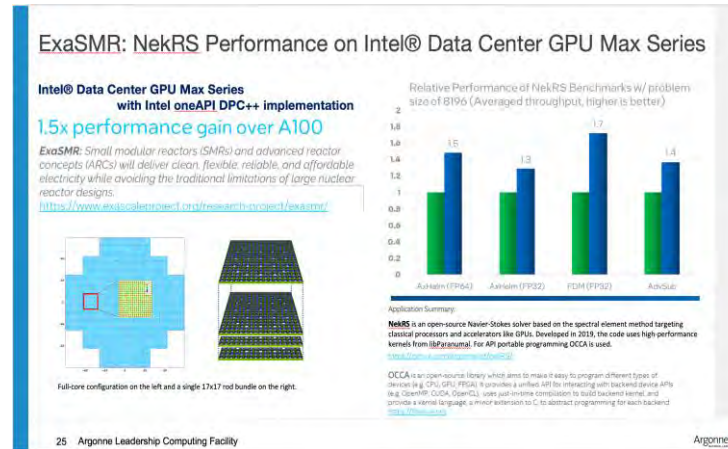 ExaSMR: NekRS Performance on Intel® Data Center GPU Max Series
Intel® Data Center GPU Max Series
with Intel oneAPI DPC++ implementation
1.5x performance gain over A100
ExaSMR: Small modular reactors (SMRs) and advanced reactor
concepts (ARCs) will deliver clean, flexible, reliable, and affordable
electricity while avoiding the traditional limitations of large nuclear
reactor designs.
https://www.exascaleproject.org/research-project/exasmr/
Full-core configuration on the left and a single 17x17 rod bundle on the right.
Relative Performance of NekRS Benchmarks w/ problem
size of 8196 (Averaged throughput, higher is better)
2
1.8
1.6
1.4
1.2
1
0.8
0.6
0.4
0.2
0
1.5
1.3
1.7
1.4
AxHelm (FP64)
AxHelm (FP32)
FDM (FP32)
AdvSub
Application Summary:
NekRS is an open-source Navier-Stokes solver based on the spectral element method targeting
classical processors and accelerators like GPUs. Developed in 2019, the code uses high-performance
kernels from libParanumal. For API portable programming OCCA is used.
OCCA is an open-source library which aims to make it easy to program different types of
devices (e.g. CPU, GPU, FPGA). It provides a unified API for interacting with backend device APIs
(e.g. OpenMP, CUDA, OpenCL), uses just-in-time compilation to build backend kernel, and
provide a kernel language, a minor extension to C, to abstract programming for each backend
25 Argonne Leadership Computing Facility
Argonne